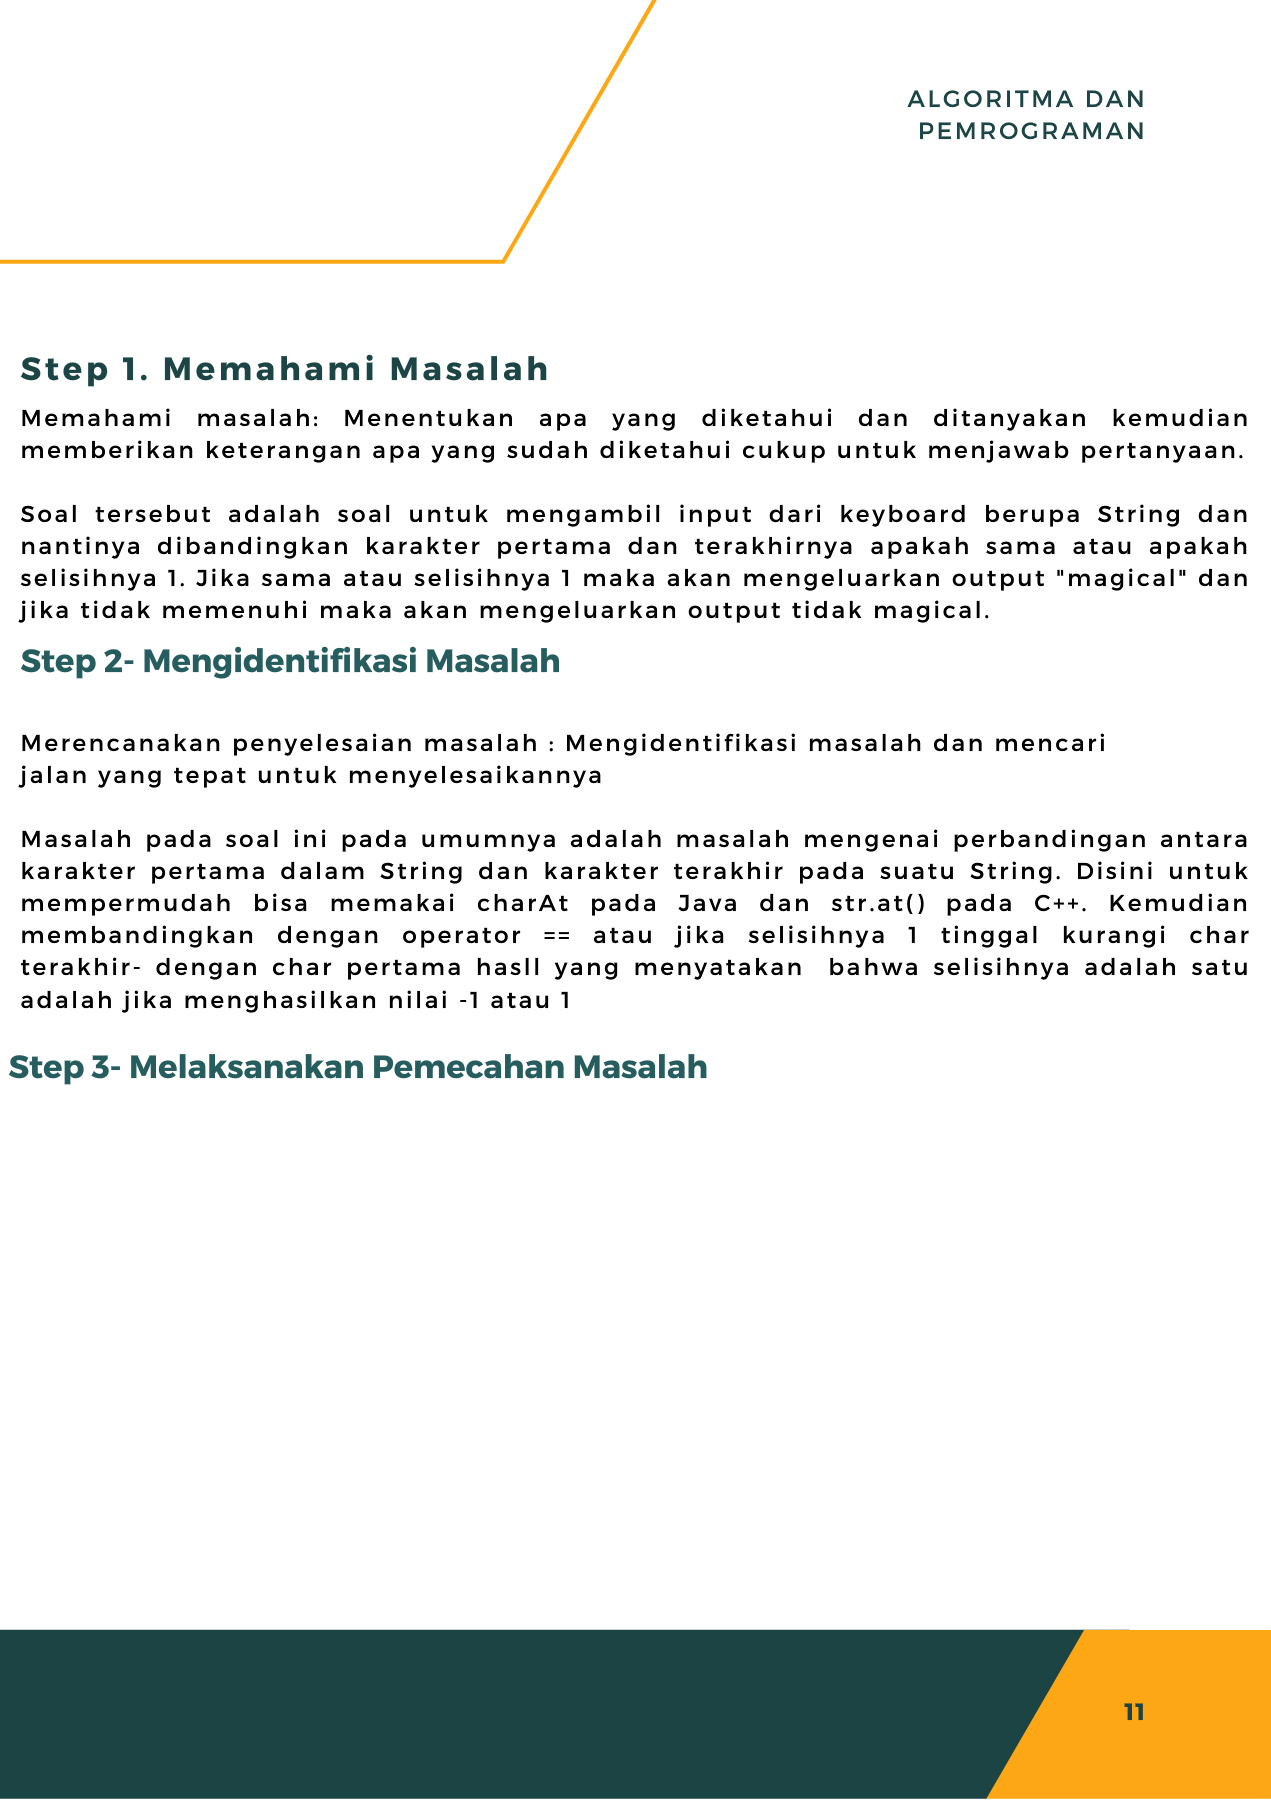 ALGORITMA DAN
PEMROGRAMAN
Step 1. Memahami Masalah
Memahami masalah: Menentukan apa yang diketahui dan ditanyakan kemudian
memberikan keterangan apa yang sudah diketahui cukup untuk menjawab pertanyaan.
Soal tersebut adalah soal untuk mengambil input dari keyboard berupa String dan
nantinya dibandingkan karakter pertama dan terakhirnya apakah sama atau apakah
selisihnya 1. Jika sama atau selisihnya 1 maka akan mengeluarkan output "magical" dan
jika tidak memenuhi maka akan mengeluarkan output tidak magical.
Step 2- Mengidentifikasi Masalah
Merencanakan penyelesaian masalah : Mengidentifikasi masalah dan mencari
jalan yang tepat untuk menyelesaikannya
Masalah pada soal ini pada umumnya adalah masalah mengenai perbandingan antara
karakter pertama dalam String dan karakter terakhir pada suatu String. Disini untuk
mempermudah bisa memakai charAt pada Java dan str.at() pada C++. Kemudian
membandingkan dengan operator == atau jika selisihnya 1 tinggal kurangi char
terakhir- dengan char pertama hasll yang menyatakan bahwa selisihnya adalah satu
adalah jika menghasilkan nilai -1 atau 1
Step 3- Melaksanakan Pemecahan Masalah
11